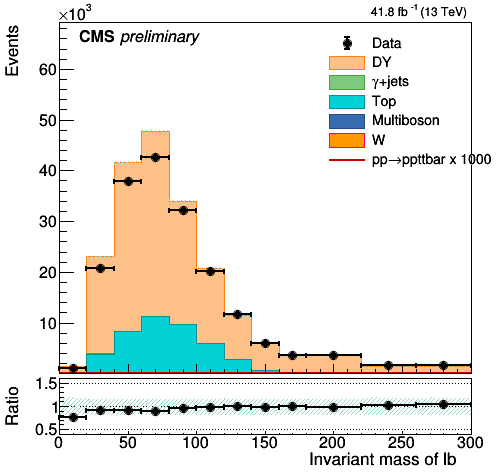 ×10³
41.8 fb⁻¹ (13 TeV)
CMS preliminary
Events
Data
DY
γ+jets
Top
Multiboson
W
pp→ppttbar x 1000
60
50
40
30
20
10
0
Ratio
1.5
1
0.5
0 50 100 150 200 250 300
Invariant mass of lb